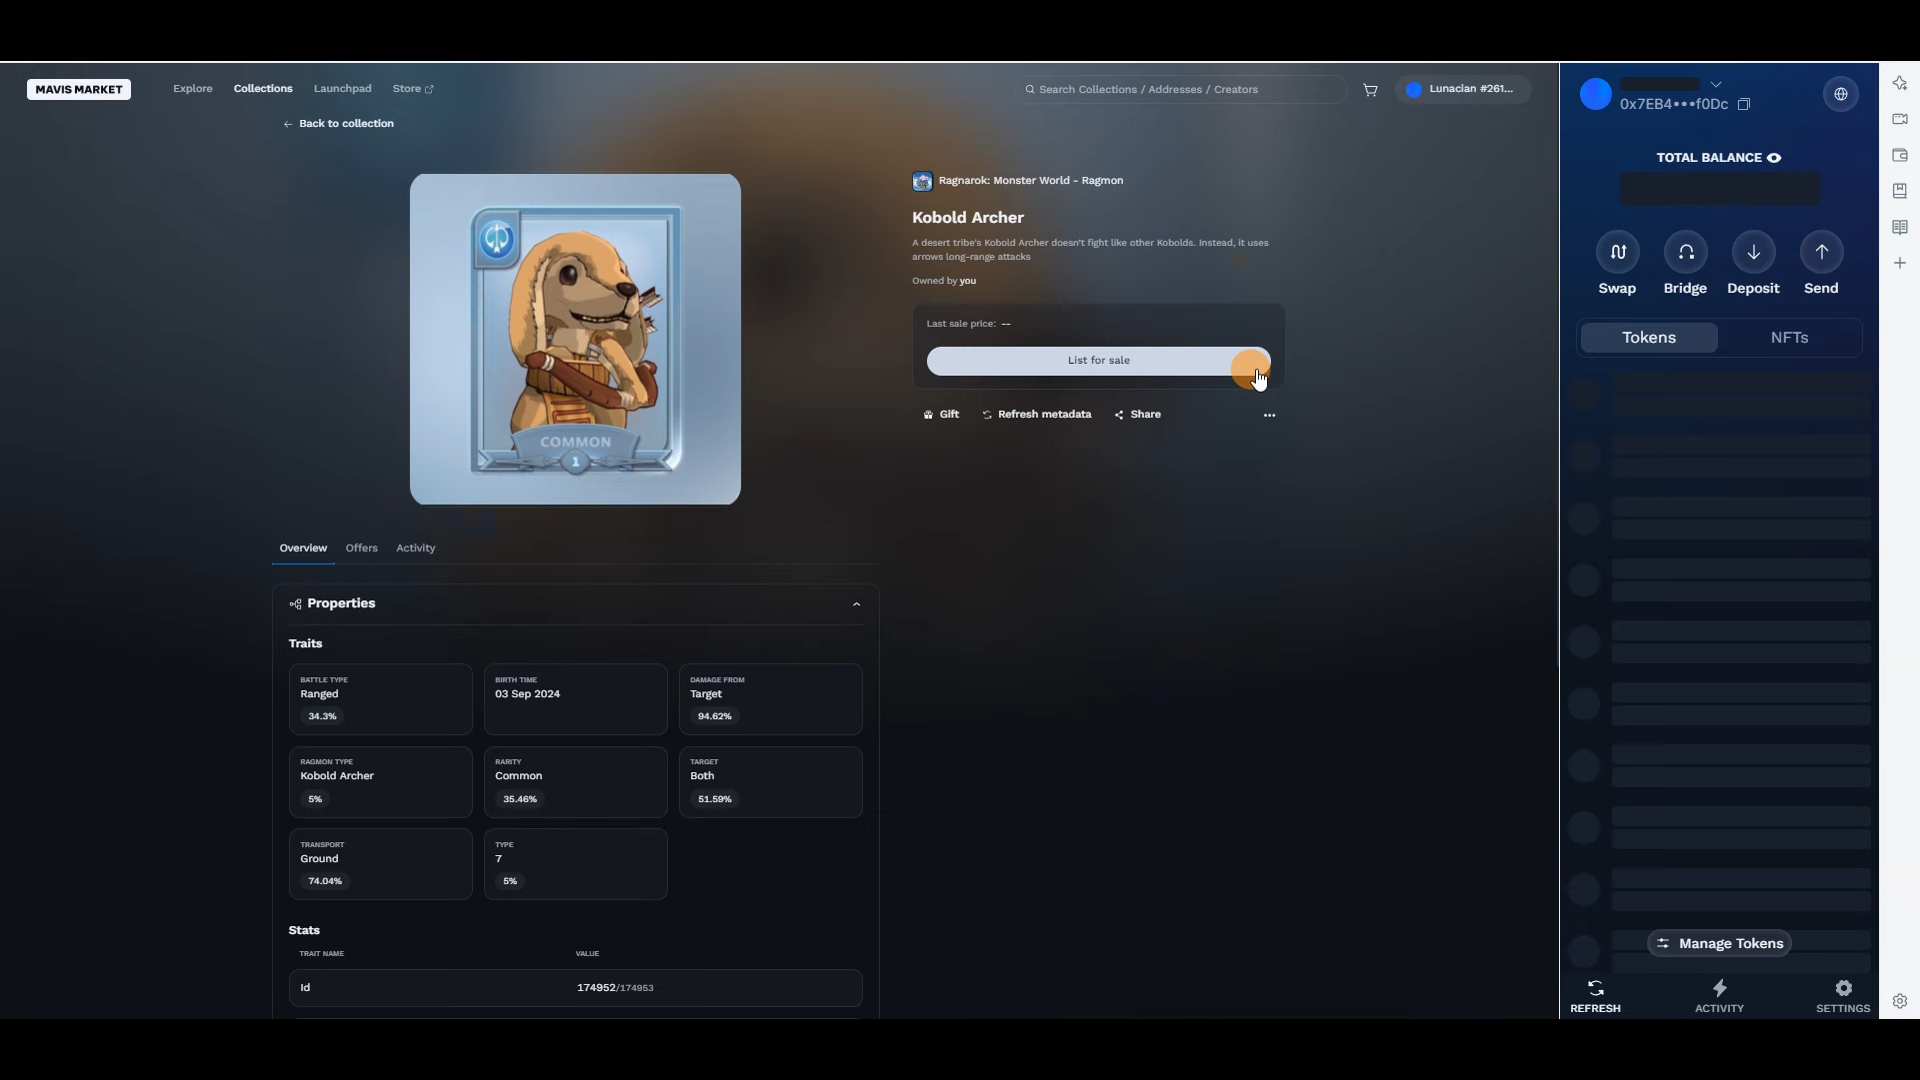 MAVIS MARKET
Explore
Collections
Launchpad
Store
Search Collections / Addresses / Creators
Lunacian #261...
← Back to collection
COMMON
1
Ragnarok: Monster World - Ragmon
Kobold Archer
A desert tribe's Kobold Archer doesn't fight like other Kobolds. Instead, it uses
arrows long-range attacks
Owned by you
Last sale price: --
List for sale
Gift
Refresh metadata
Share
Overview
Offers
Activity
Properties
Traits
BATTLE TYPE
Ranged
34.3%
BIRTH TIME
03 Sep 2024
DAMAGE FROM
Target
94.62%
RAGMON TYPE
Kobold Archer
5%
RARITY
Common
35.46%
TARGET
Both
51.59%
TRANSPORT
Ground
74.04%
TYPE
7
5%
Stats
TRAIT NAME
VALUE
Id
174952/174953
0x7EB4•••f0Dc
TOTAL BALANCE
Swap
Bridge
Deposit
Send
Tokens
NFTs
Manage Tokens
REFRESH
ACTIVITY
SETTINGS